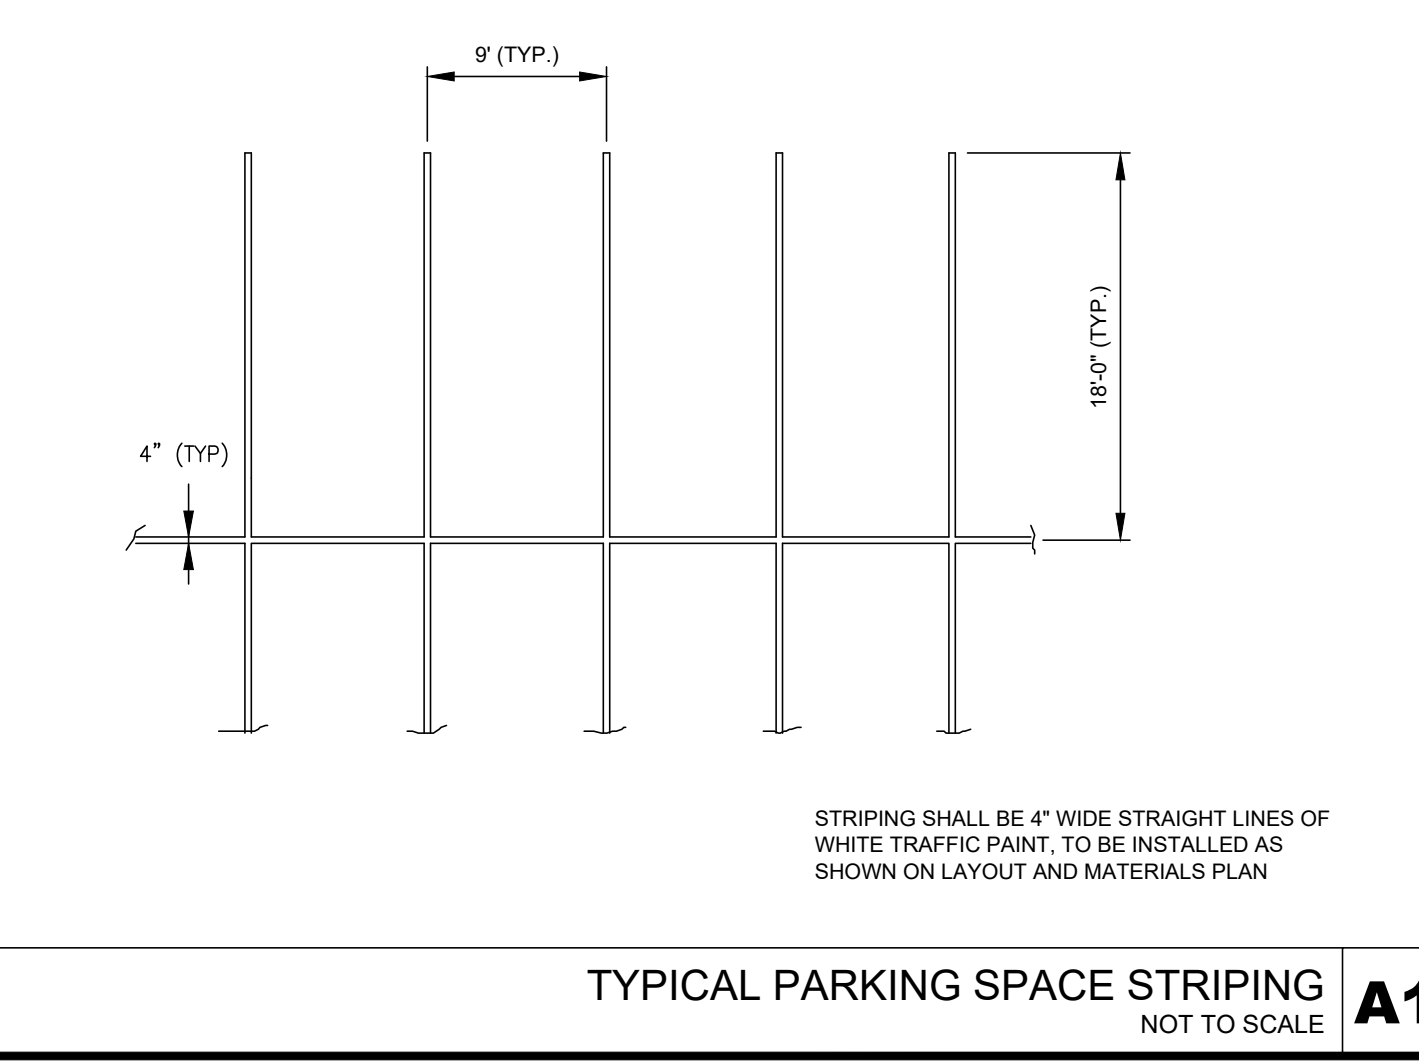 9' (TYP.)
18'-0" (TYP.)
4” (TYP)
STRIPING SHALL BE 4" WIDE STRAIGHT LINES OF
WHITE TRAFFIC PAINT, TO BE INSTALLED AS
SHOWN ON LAYOUT AND MATERIALS PLAN
TYPICAL PARKING SPACE STRIPING
NOT TO SCALE
A1